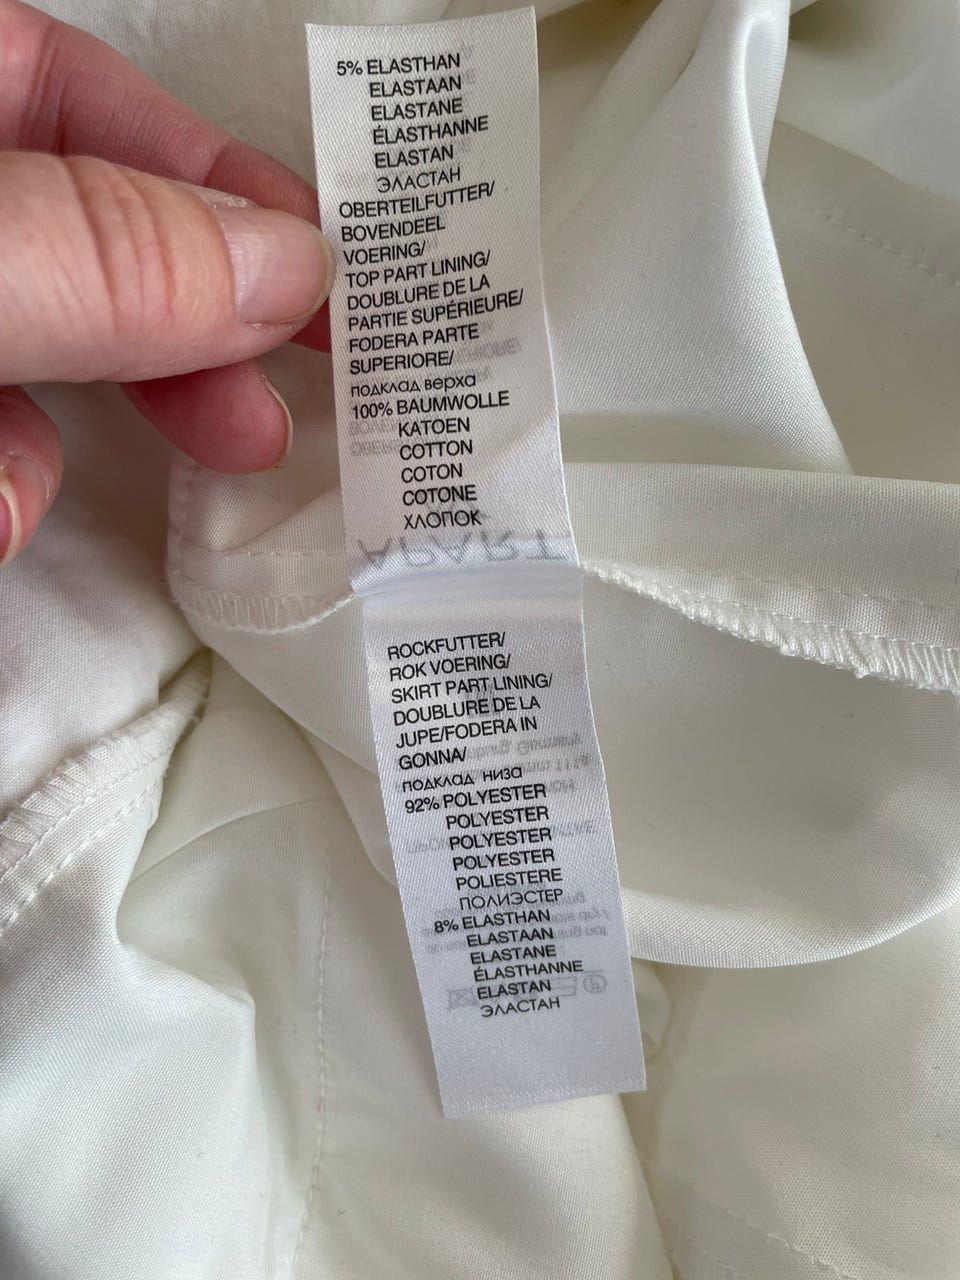 5% ELASTHAN
ELASTAAN
ELASTANE
ÉLASTHANNE
ELASTAN
ЭЛАСТАН
OBERTEILFUTTER/
BOVENDEEL
VOERING/
TOP PART LINING/
DOUBLURE DE LA
PARTIE SUPÉRIEURE/
FODERA PARTE
SUPERIORE/
подклад верха
100% BAUMWOLLE
KATOEN
COTTON
COTON
COTONE
ХЛОПОК
APART
ROCKFUTTER/
ROK VOERING/
SKIRT PART LINING/
DOUBLURE DE LA
JUPE/FODERA IN
GONNA/
подклад низа
92% POLYESTER
POLYESTER
POLYESTER
POLYESTER
POLIESTERE
ПОЛИЭСТЕР
8% ELASTHAN
ELASTAAN
ELASTANE
ÉLASTHANNE
ELASTAN
ЭЛАСТАН